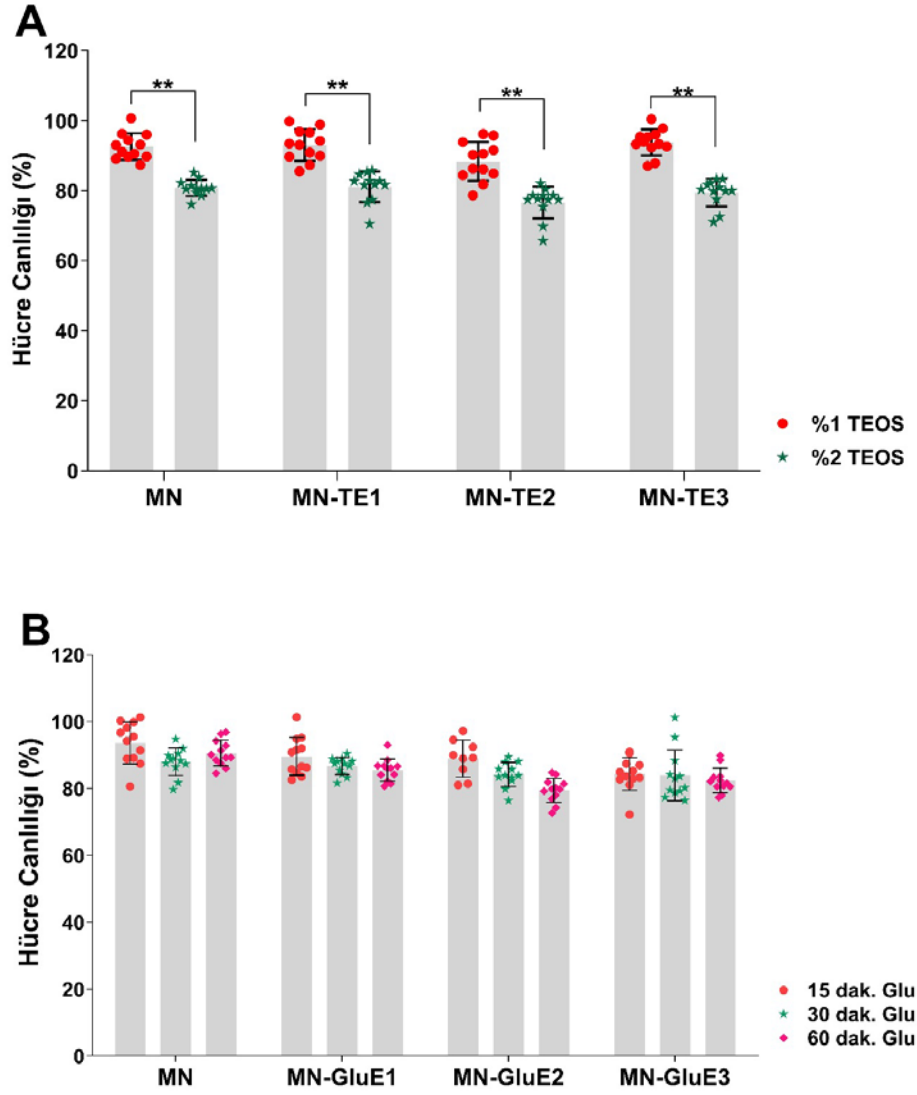 A
Hücre Canlılığı (%)
120
100
80
60
40
20
0
**
**
**
**
MN
MN-TE1
MN-TE2
MN-TE3
%1 TEOS
%2 TEOS
B
Hücre Canlılığı (%)
120
100
80
60
40
20
0
MN
MN-GluE1
MN-GluE2
MN-GluE3
15 dak. Glu
30 dak. Glu
60 dak. Glu